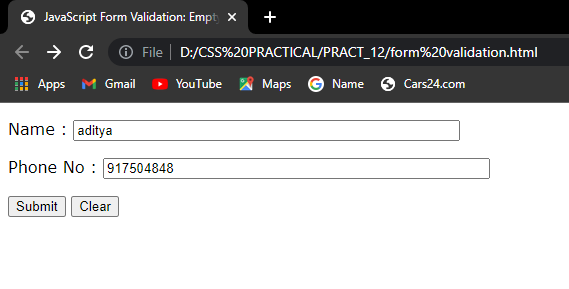 JavaScript Form Validation: Empty
File | D:/CSS%20PRACTICAL/PRACT_12/form%20validation.html
Apps Gmail YouTube Maps Name Cars24.com
Name : aditya
Phone No : 917504848
Submit Clear